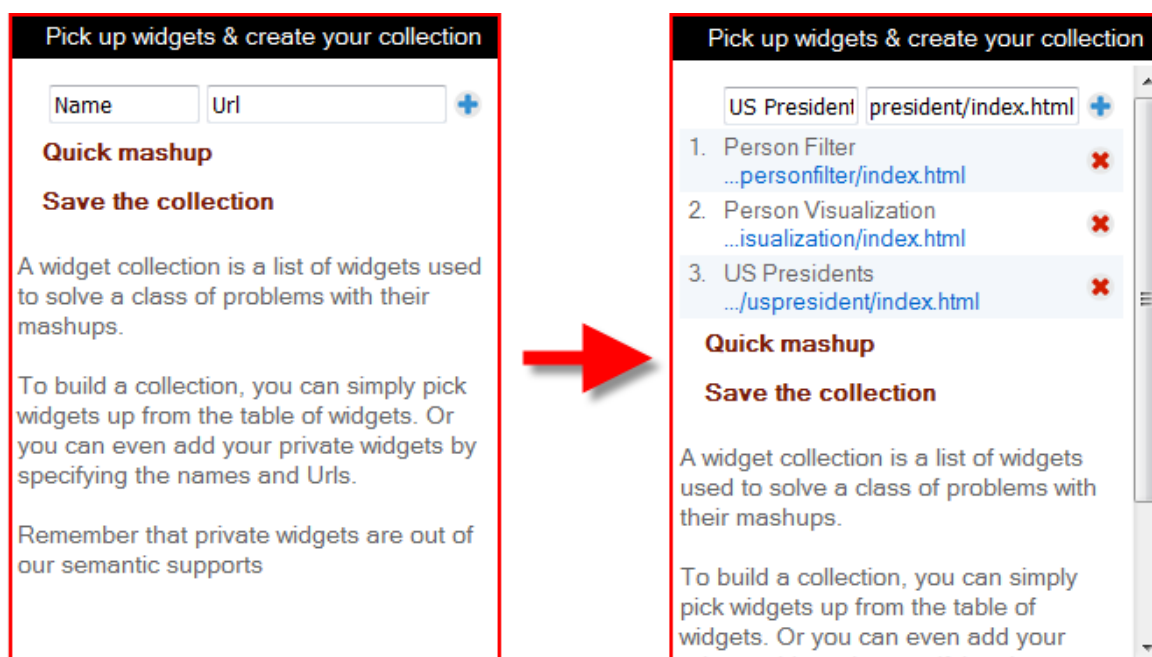 Pick up widgets & create your collection
Name
Url
Quick mashup
Save the collection
A widget collection is a list of widgets used
to solve a class of problems with their
mashups.
To build a collection, you can simply pick
widgets up from the table of widgets. Or
you can even add your private widgets by
specifying the names and Urls.
Remember that private widgets are out of
our semantic supports
Pick up widgets & create your collection
US President president/index.html
1. Person Filter
...personfilter/index.html
2. Person Visualization
...isualization/index.html
3. US Presidents
.../uspresident/index.html
Quick mashup
Save the collection
A widget collection is a list of widgets
used to solve a class of problems with
their mashups.
To build a collection, you can simply
pick widgets up from the table of
widgets. Or you can even add your